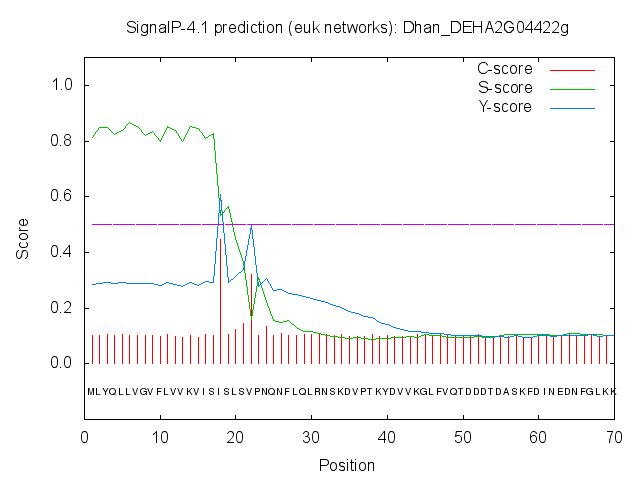 SignalP-4.1 prediction (euk networks): Dhan_DEHA2G04422g
C-score
S-score
Y-score
1.0
0.8
0.6
0.4
0.2
0.0
Score
MLYQLLVGVFLVVKVISISLSVPNQNFLQLRNSKDVPTKYDVVKGLFVQTDDDTDASKFDINEDNFGLKK
0 10 20 30 40 50 60 70
Position